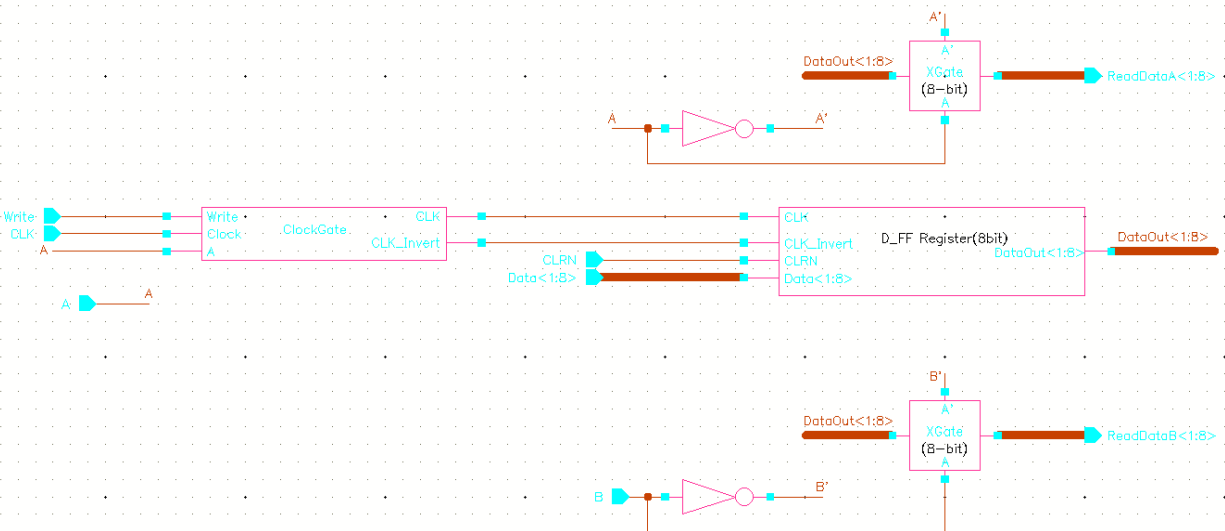 A'
DataOut<1:8>
A'
XGate
(8-bit)
A
ReadDataA<1:8>
A
A'
Write
CLK
A
Write
Clock
A
ClockGate
CLK
CLK_Invert
CLRN
Data<1:8>
CLK
CLK_Invert
CLRN
Data<1:8>
D_FF Register(8bit)
DataOut<1:8>
DataOut<1:8>
A
A
B'
DataOut<1:8>
A'
XGate
(8-bit)
A
ReadDataB<1:8>
B
B'